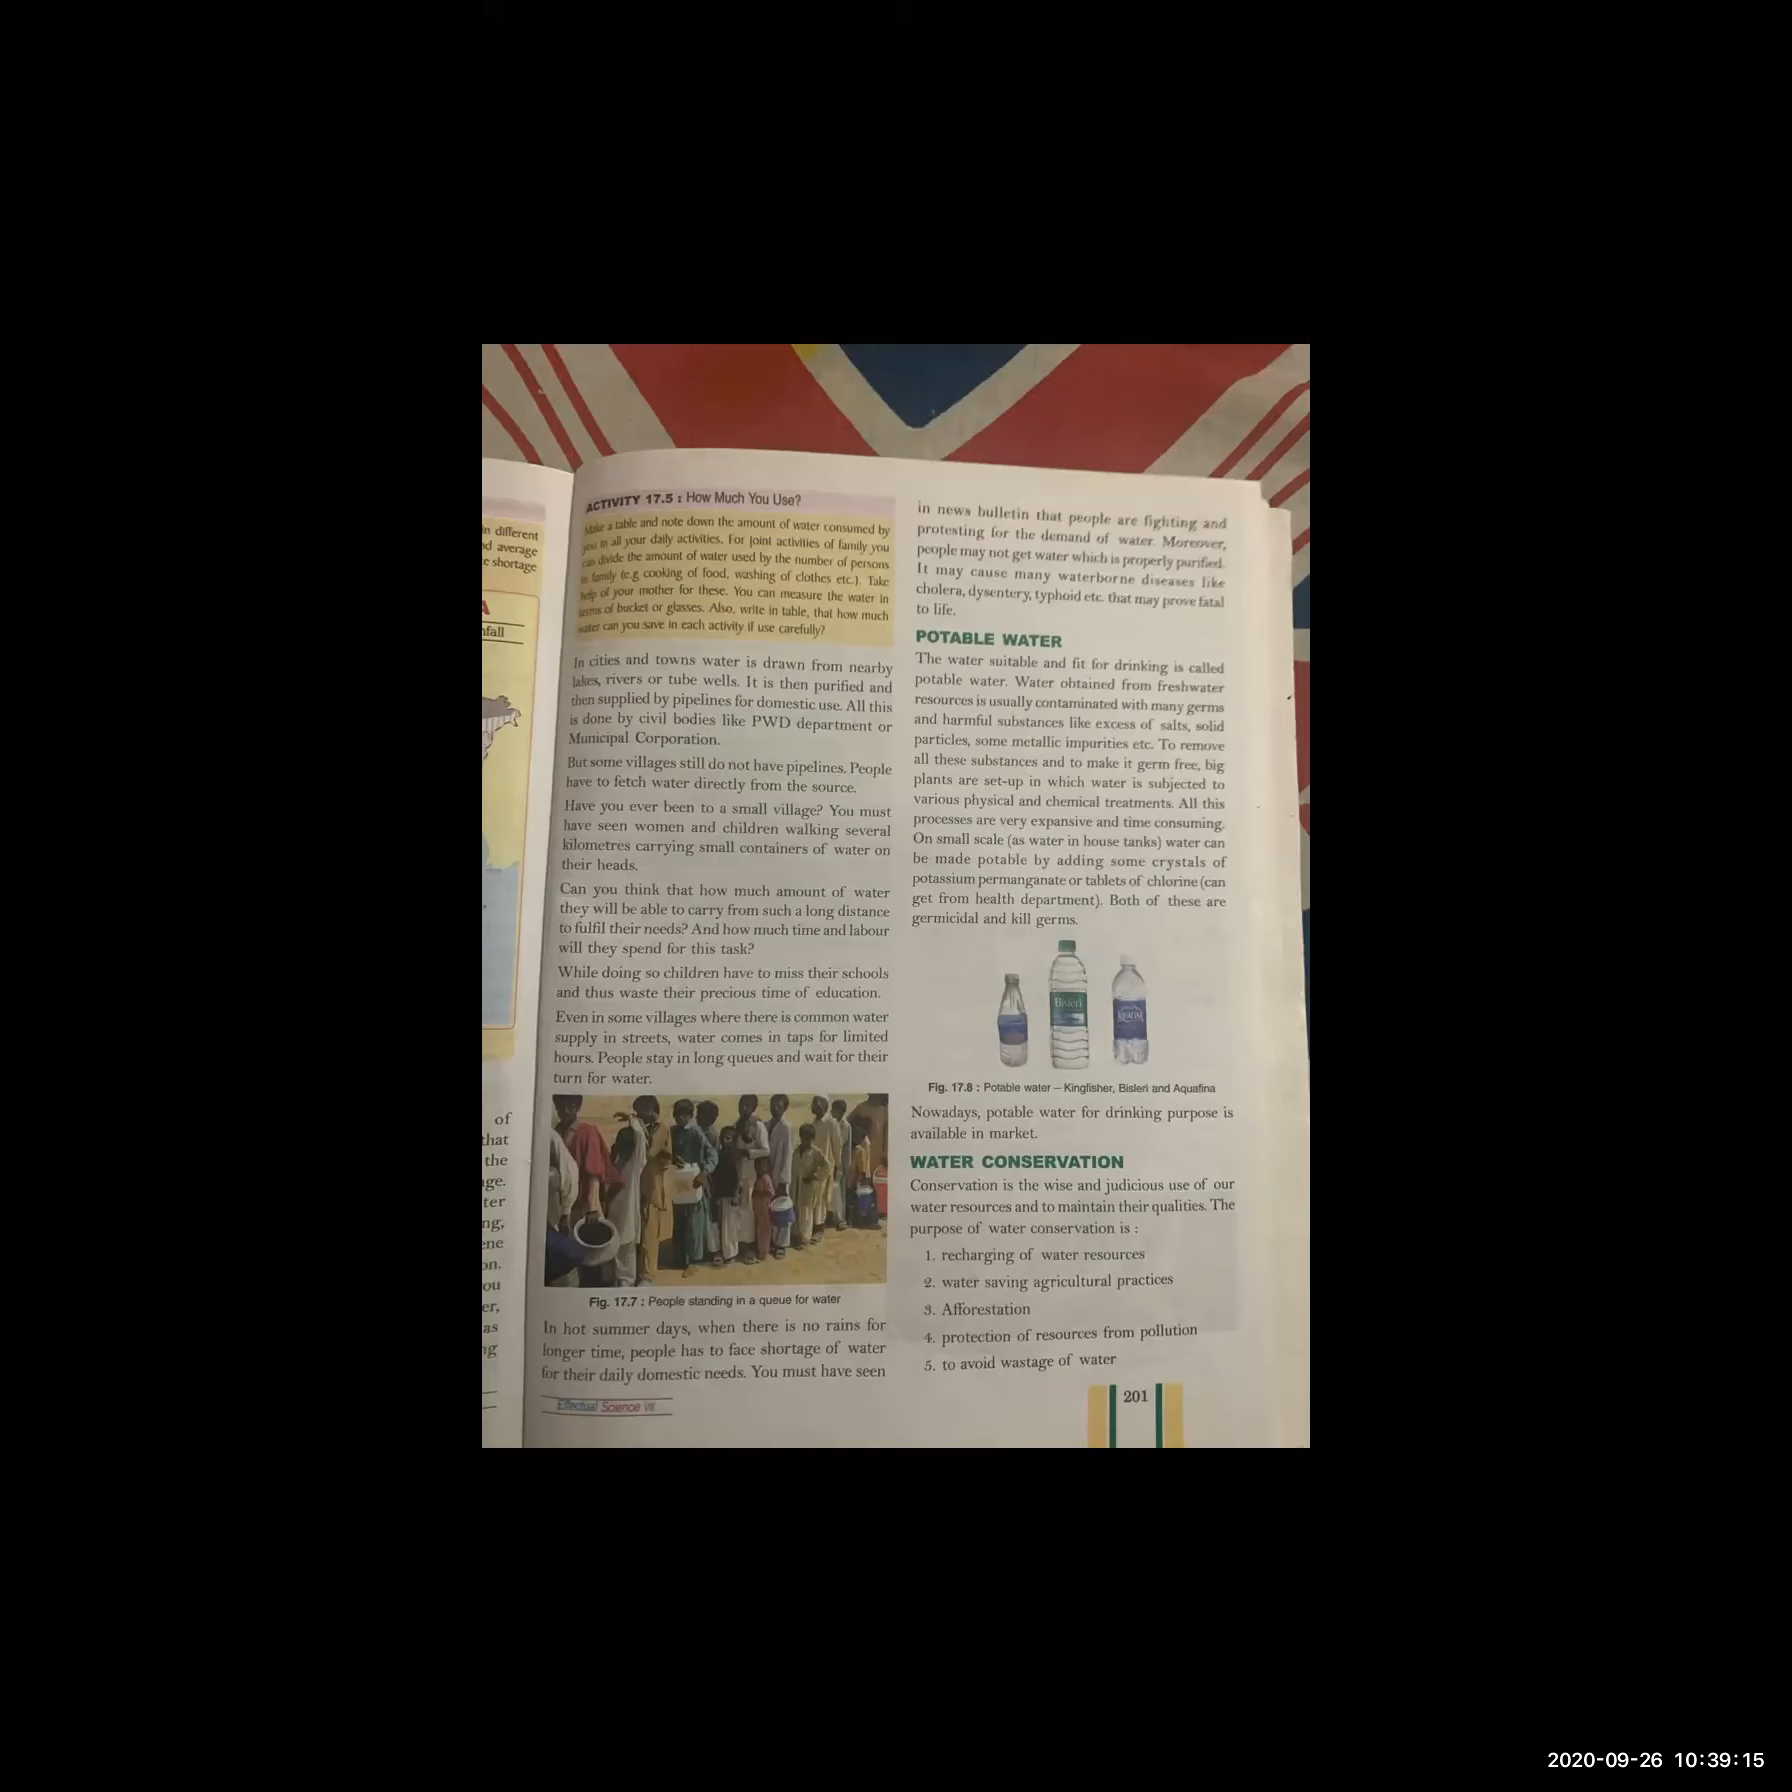 in different
nd average
e shortage
A
nfall
of
that
the
ge.
ter
ng,
ene
on.
ou
er,
as
ng
ACTIVITY 17.5 : How Much You Use?
Make a table and note down the amount of water consumed by
you in all your daily activities. For joint activities of family you
can divide the amount of water used by the number of persons
in family (e.g cooking of food, washing of clothes etc.). Take
help of your mother for these. You can measure the water in
terms of bucket or glasses. Also, write in table, that how much
water can you save in each activity if use carefully?
In cities and towns water is drawn from nearby
lakes, rivers or tube wells. It is then purified and
then supplied by pipelines for domestic use. All this
is done by civil bodies like PWD department or
Municipal Corporation.
But some villages still do not have pipelines. People
have to fetch water directly from the source.
Have you ever been to a small village? You must
have seen women and children walking several
kilometres carrying small containers of water on
their heads.
Can you think that how much amount of water
they will be able to carry from such a long distance
to fulfil their needs? And how much time and labour
will they spend for this task?
While doing so children have to miss their schools
and thus waste their precious time of education.
Even in some villages where there is common water
supply in streets, water comes in taps for limited
hours. People stay in long queues and wait for their
turn for water.
Fig. 17.7 : People standing in a queue for water
In hot summer days, when there is no rains for
longer time, people has to face shortage of water
for their daily domestic needs. You must have seen
Effectual Science VII
in news bulletin that people are fighting and
protesting for the demand of water. Moreover,
people may not get water which is properly purified.
It may cause many waterborne diseases like
cholera, dysentery, typhoid etc. that may prove fatal
to life.
POTABLE WATER
The water suitable and fit for drinking is called
potable water. Water obtained from freshwater
resources is usually contaminated with many germs
and harmful substances like excess of salts, solid
particles, some metallic impurities etc. To remove
all these substances and to make it germ free, big
plants are set-up in which water is subjected to
various physical and chemical treatments. All this
processes are very expansive and time consuming.
On small scale (as water in house tanks) water can
be made potable by adding some crystals of
potassium permanganate or tablets of chlorine (can
get from health department). Both of these are
germicidal and kill germs.
Bisleri
Aquafina
Fig. 17.8 : Potable water – Kingfisher, Bisleri and Aquafina
Nowadays, potable water for drinking purpose is
available in market.
WATER CONSERVATION
Conservation is the wise and judicious use of our
water resources and to maintain their qualities. The
purpose of water conservation is :
1. recharging of water resources
2. water saving agricultural practices
3. Afforestation
4. protection of resources from pollution
5. to avoid wastage of water
201
2020-09-26 10:39:15